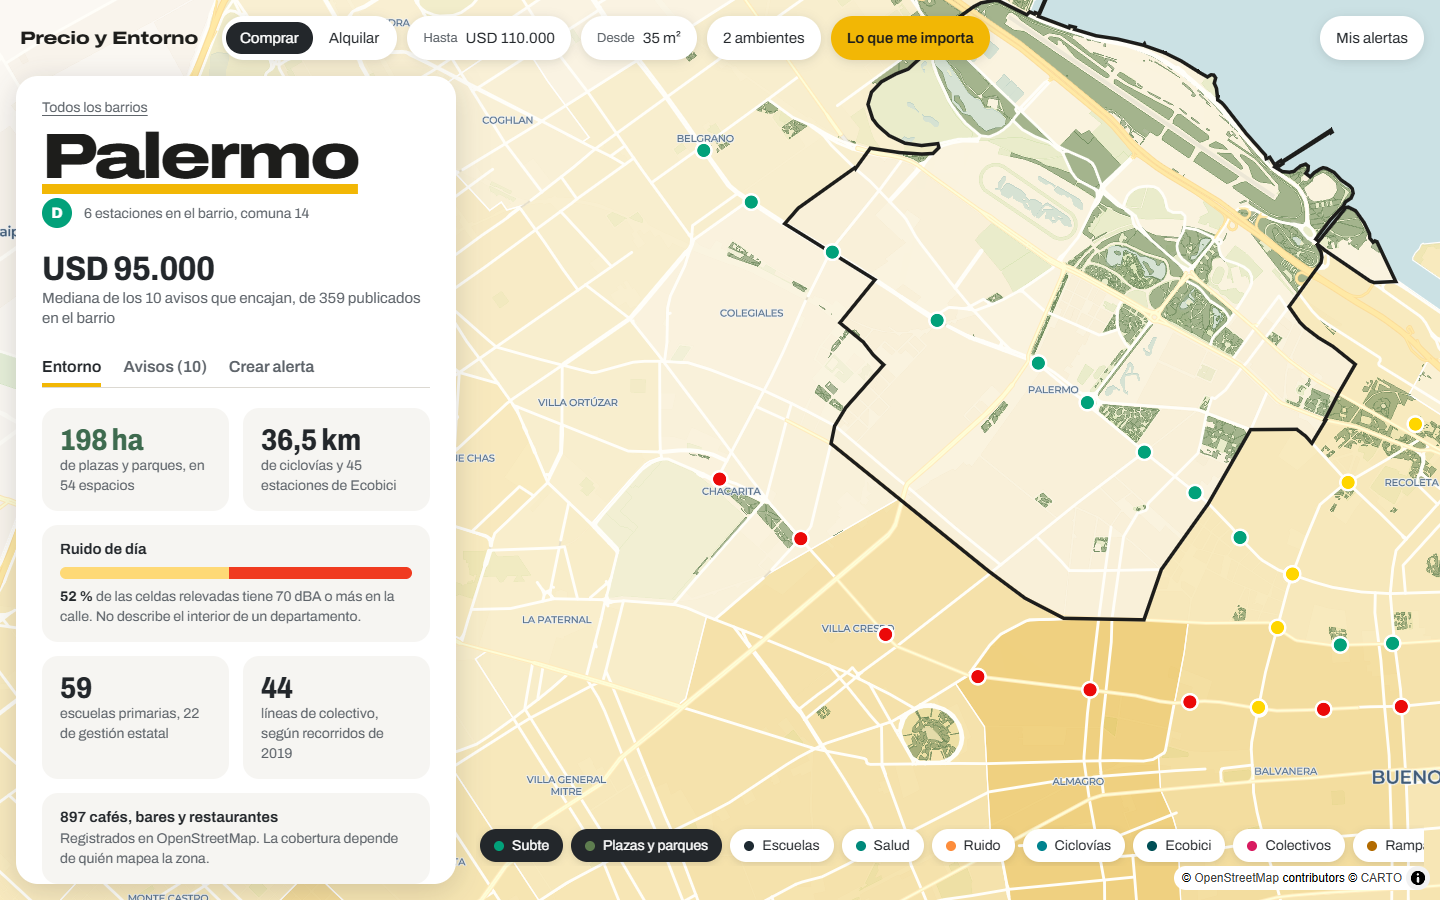 Precio y Entorno
Comprar
Alquilar
Hasta USD 110.000
Desde 35 m²
2 ambientes
Lo que me importa
Mis alertas
Todos los barrios
Palermo
D
6 estaciones en el barrio, comuna 14
USD 95.000
Mediana de los 10 avisos que encajan, de 359 publicados
en el barrio
Entorno
Avisos (10)
Crear alerta
198 ha
de plazas y parques, en
54 espacios
36,5 km
de ciclovías y 45
estaciones de Ecobici
Ruido de día
52 % de las celdas relevadas tiene 70 dBA o más en la
calle. No describe el interior de un departamento.
59
escuelas primarias, 22
de gestión estatal
44
líneas de colectivo,
según recorridos de
2019
897 cafés, bares y restaurantes
Registrados en OpenStreetMap. La cobertura depende
de quién mapea la zona.
COGHLAN
BELGRANO
COLEGIALES
VILLA ORTÚZAR
PALERMO
CHACARITA
RECOLETA
LA PATERNAL
VILLA CRESPO
VILLA GENERAL
MITRE
ALMAGRO
BALVANERA
BUENO
MONTE CASTRO
Subte
Plazas y parques
Escuelas
Salud
Ruido
Ciclovías
Ecobici
Colectivos
Rampa
© OpenStreetMap contributors © CARTO